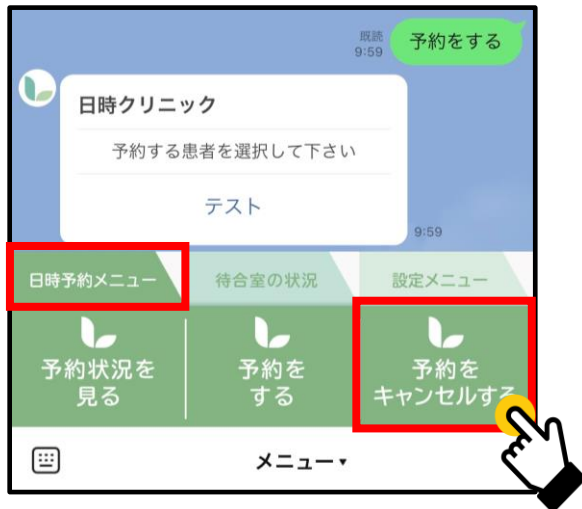 既読
9:59
予約をする
日時クリニック
予約する患者を選択して下さい
テスト
9:59
日時予約メニュー
待合室の状況
設定メニュー
予約状況を
見る
予約を
する
予約を
キャンセルする
メニュー▼